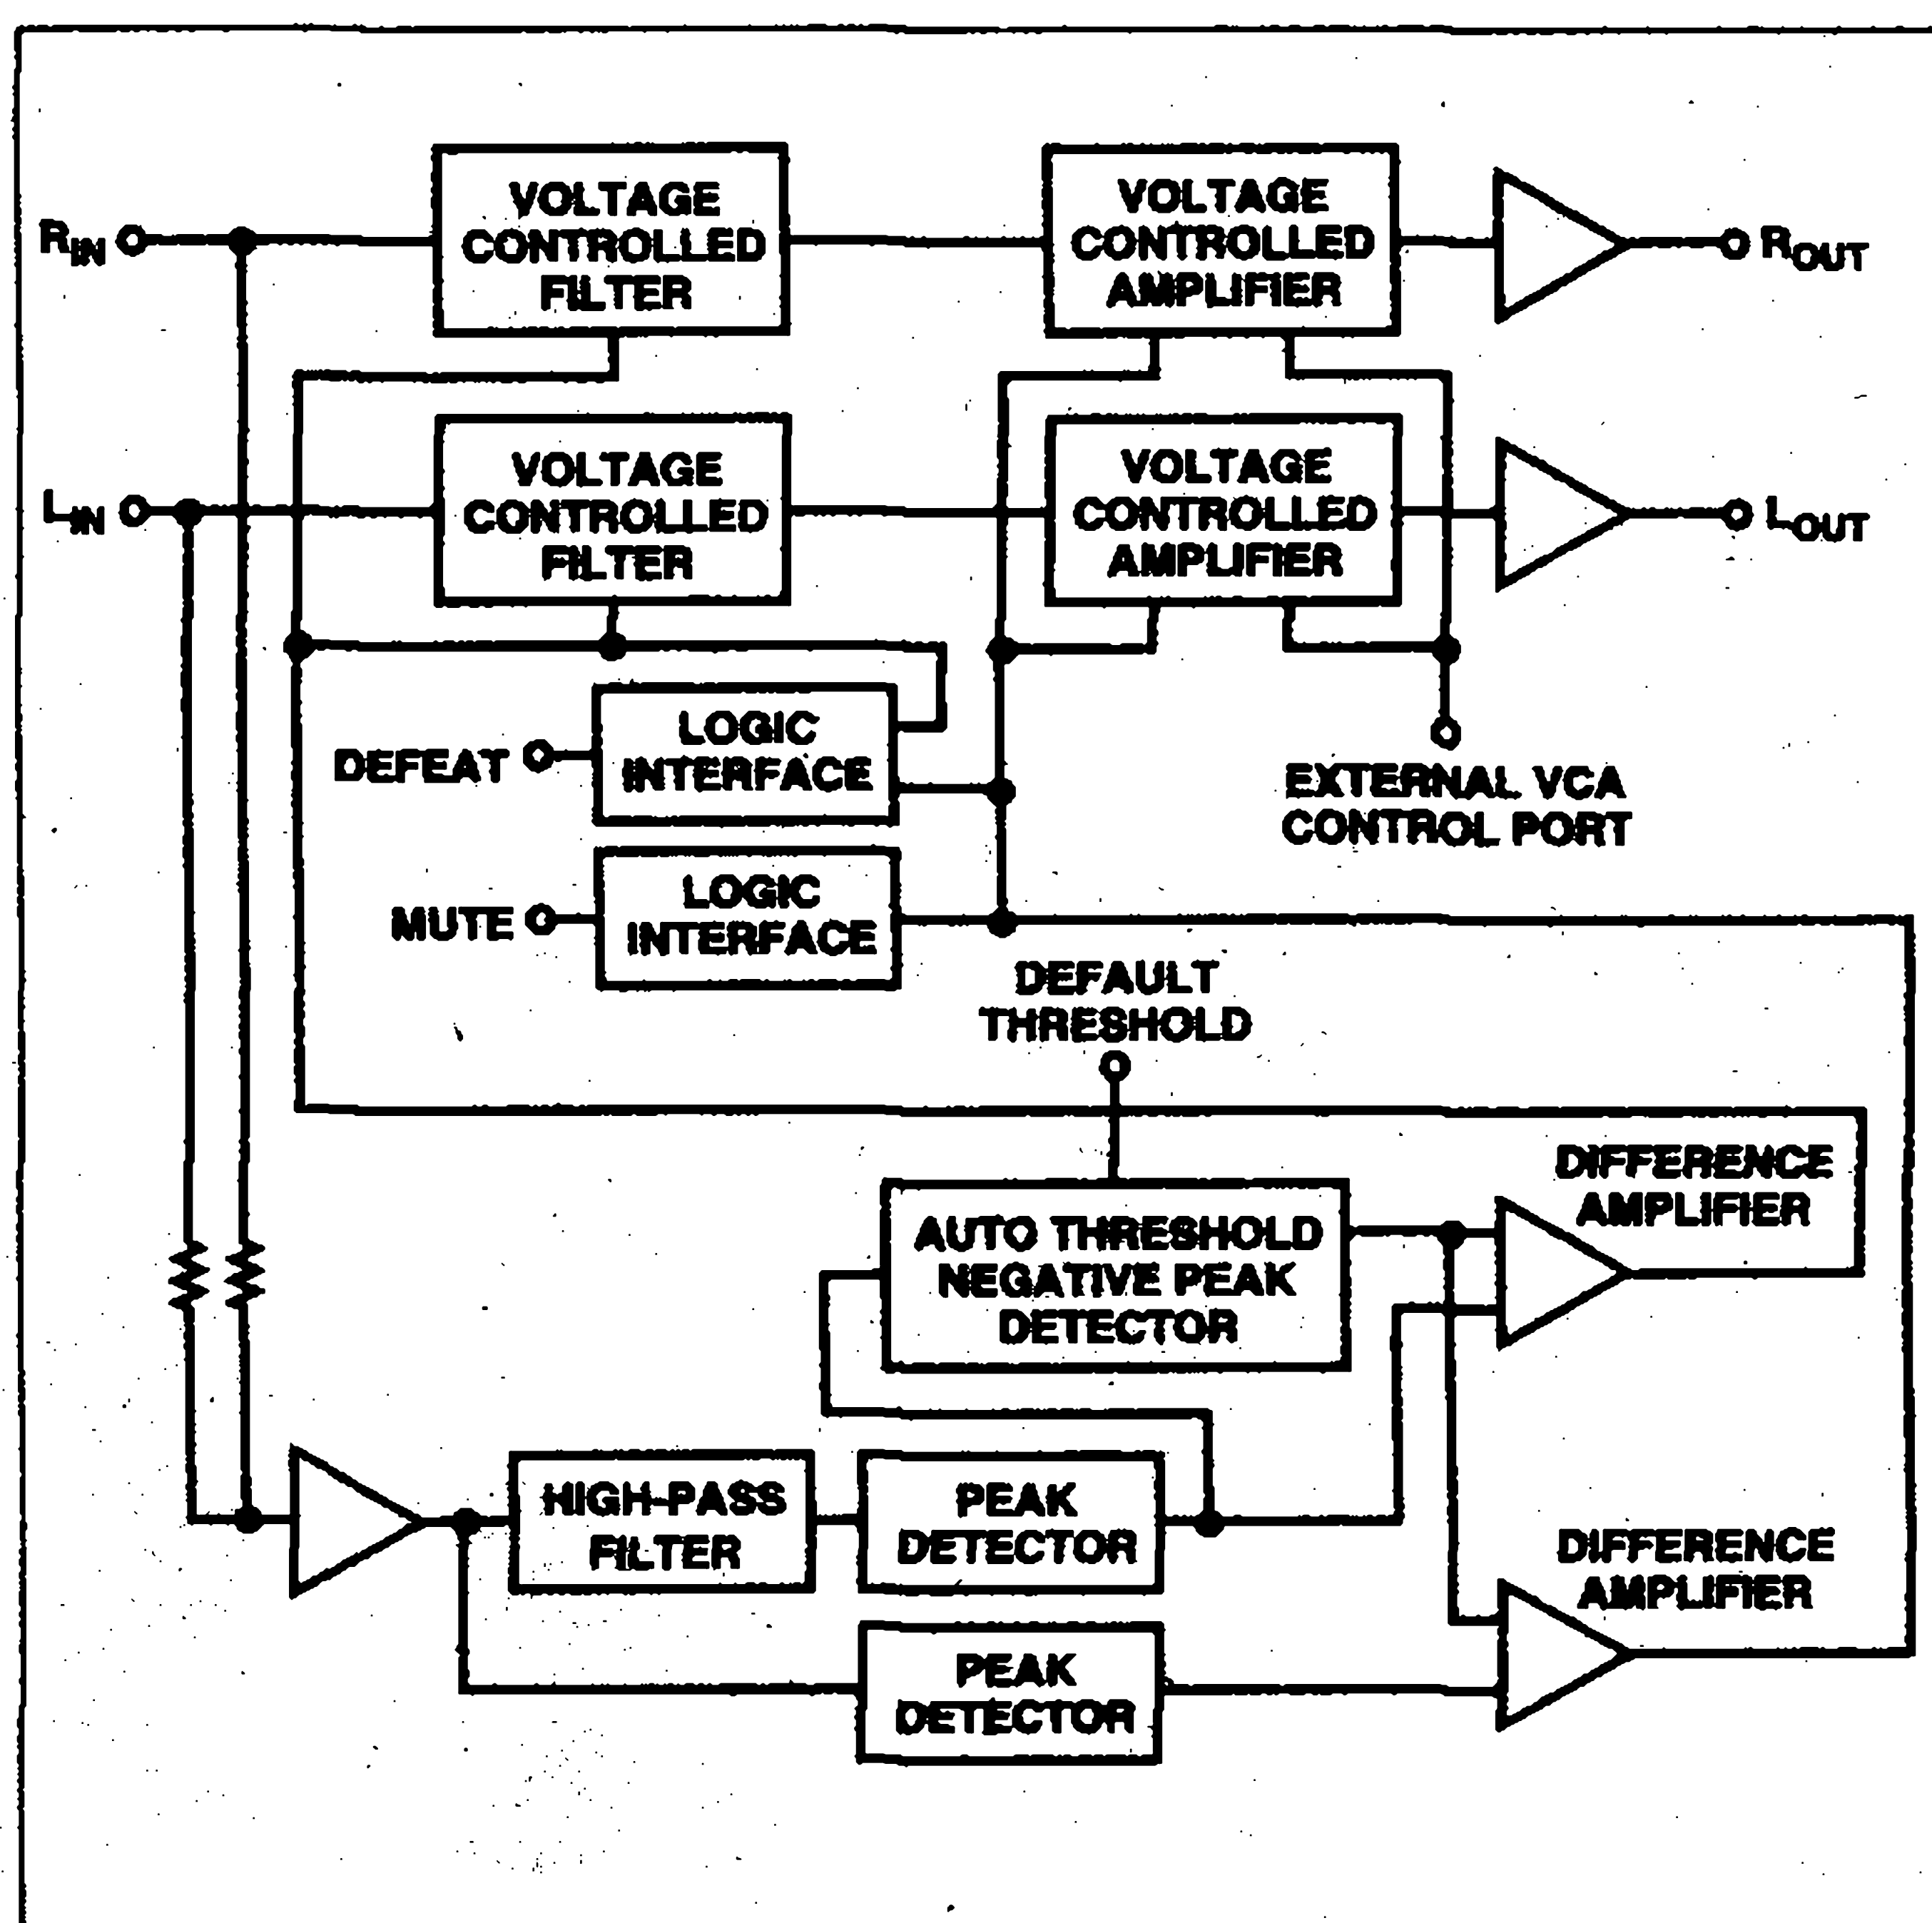 VOLTAGE
CONTROLLED
FILTER
VOLTAGE
CONTROLLED
AMPLIFIER
RIN
ROUT
VOLTAGE
CONTROLLED
FILTER
VOLTAGE
CONTROLLED
AMPLIFIER
LIN
LOUT
LOGIC
INTERFACE
DEFEAT
EXTERNAL VCA
CONTROL PORT
LOGIC
INTERFACE
MUTE
DEFAULT
THRESHOLD
DIFFERENCE
AMPLIFIER
AUTO THRESHOLD
NEGATIVE PEAK
DETECTOR
HIGH-PASS
FILTER
PEAK
DETECTOR
DIFFERENCE
AMPLIFIER
PEAK
DETECTOR